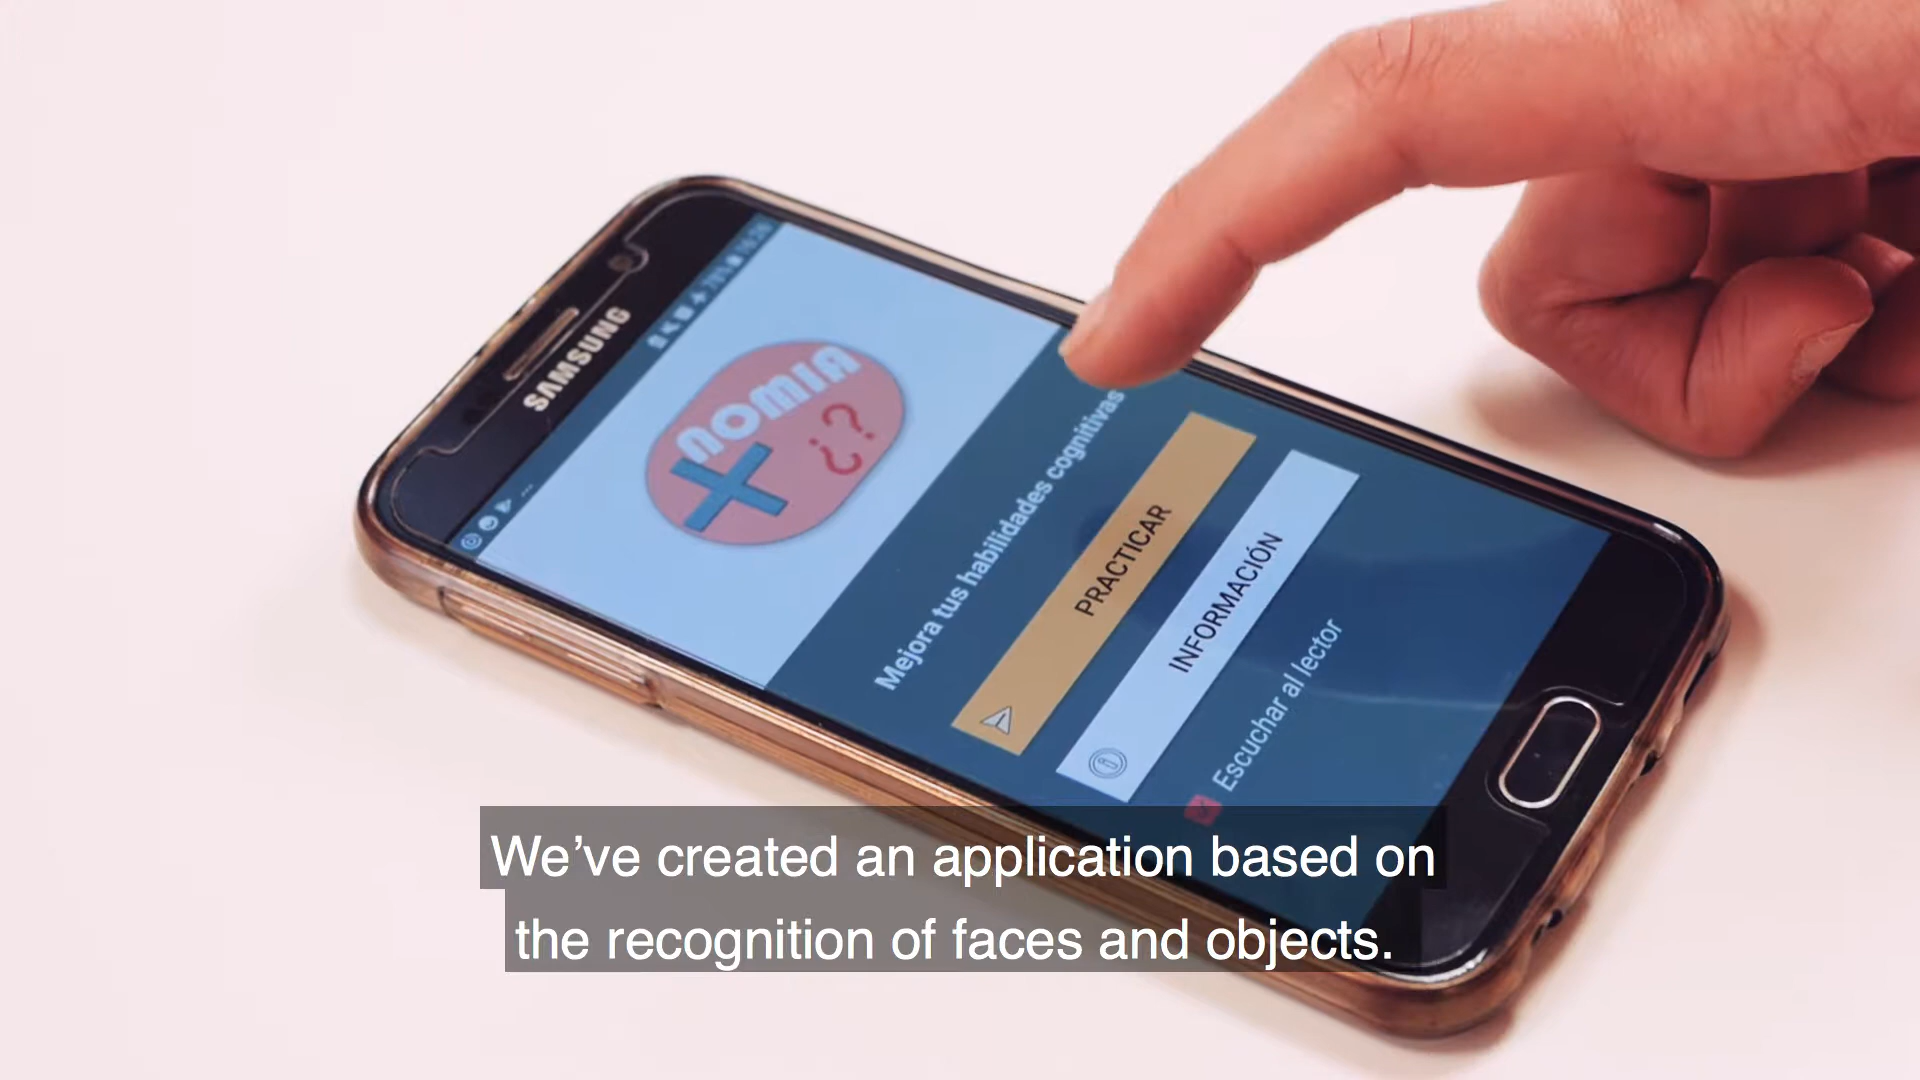 SAMSUNG
NOMIA
¿?
Mejora tus habilidades cognitivas
PRACTICAR
INFORMACIÓN
Escuchar al lector
We’ve created an application based on
the recognition of faces and objects.